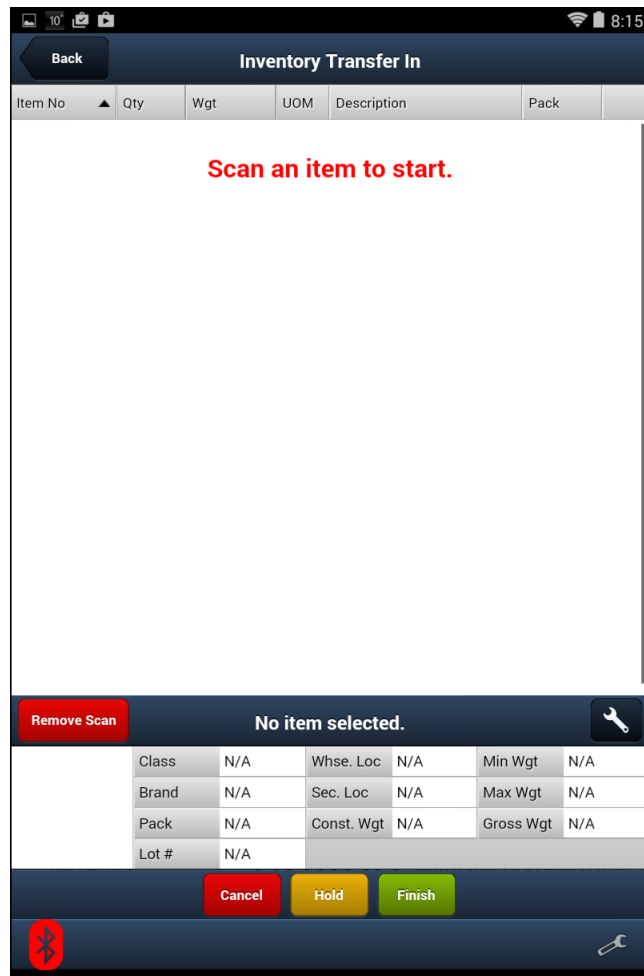 10° 8:15
Back Inventory Transfer In
Item No Qty Wgt UOM Description Pack
Scan an item to start.
Remove Scan No item selected.
Class N/A Whse. Loc N/A Min Wgt N/A
Brand N/A Sec. Loc N/A Max Wgt N/A
Pack N/A Const. Wgt N/A Gross Wgt N/A
Lot # N/A
Cancel Hold Finish